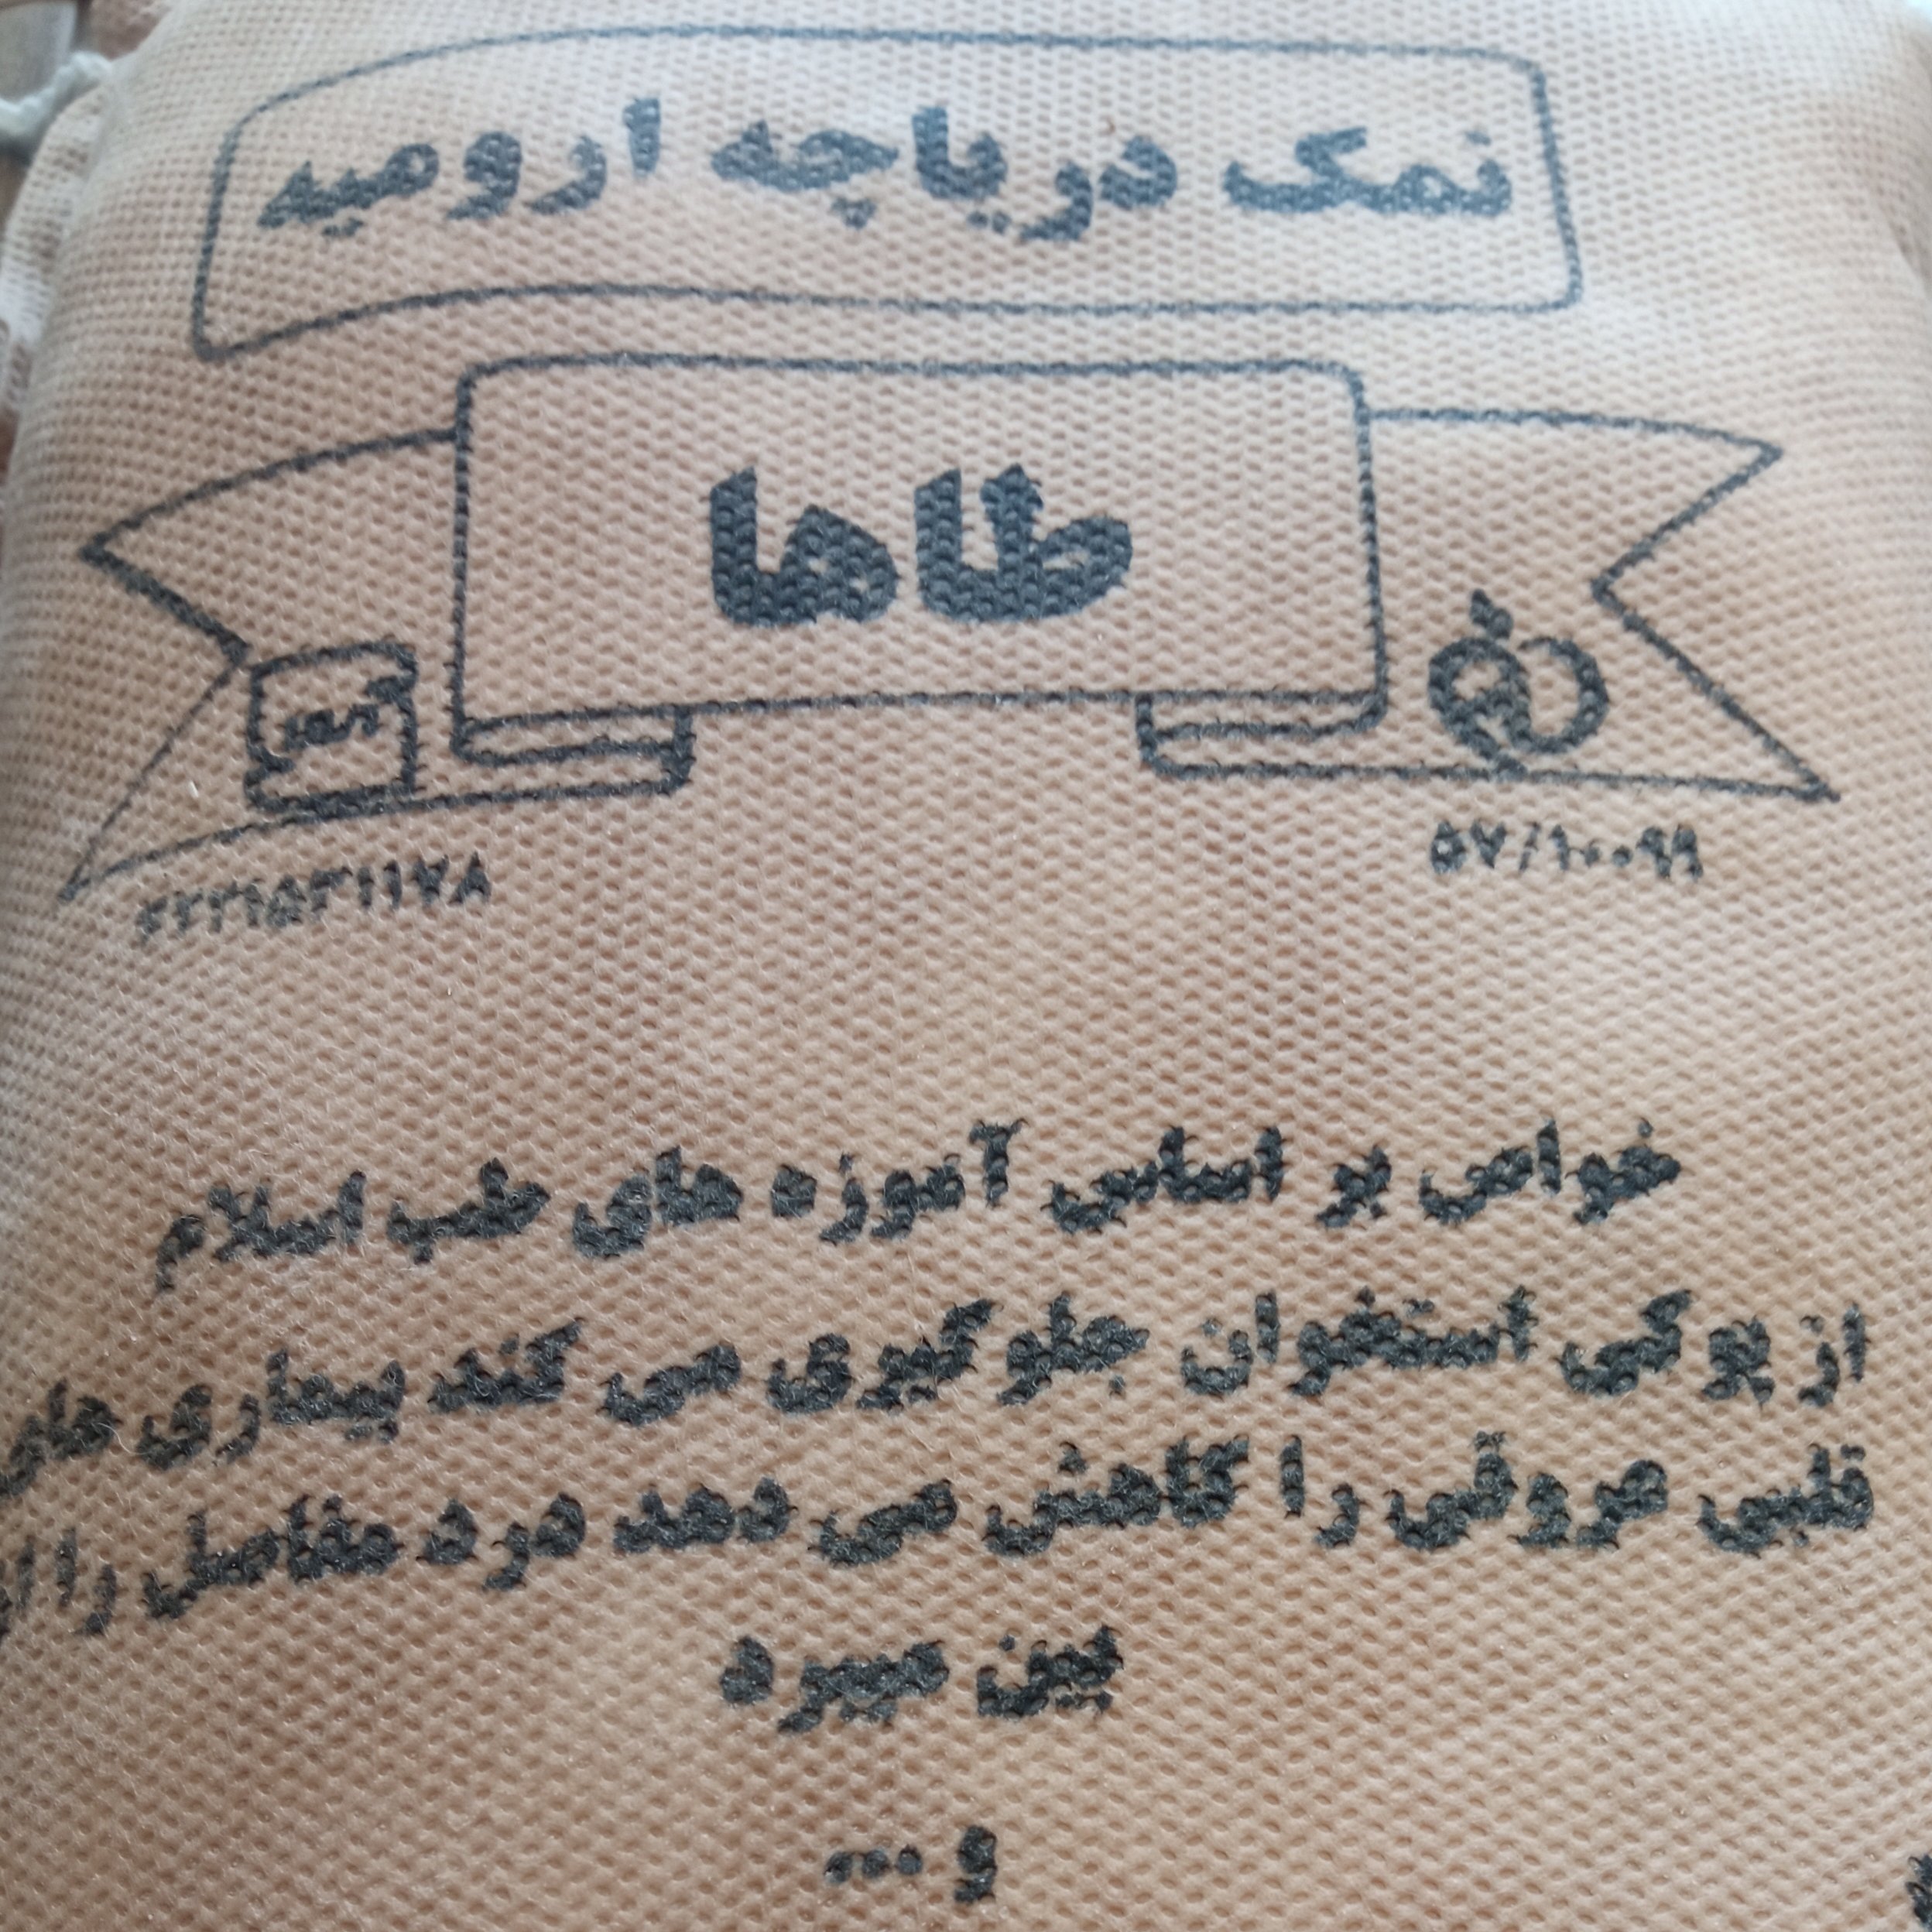 نمک دریاچه ارومیه
طاها
۵۷/۱۰۰۹۹
خواص بر اساس آموزه های طب اسلام
از پوکی استخوان جلوگیری می کند بیماری های
قلبی عروقی را کاهش می دهد درد مفاصل را از
بین میبرد
و ...